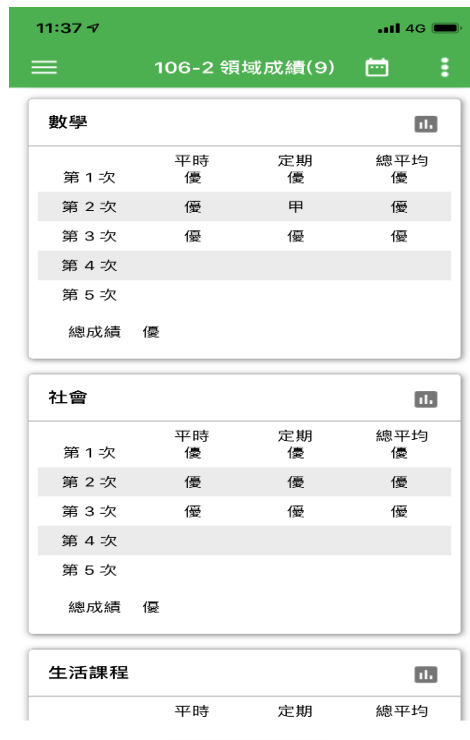 11:37 4G
106-2 領域成績(9)
數學
平時 定期 總平均
第 1 次 優 優 優
第 2 次 優 甲 優
第 3 次 優 優 優
第 4 次
第 5 次
總成績 優
社會
平時 定期 總平均
第 1 次 優 優 優
第 2 次 優 優 優
第 3 次 優 優 優
第 4 次
第 5 次
總成績 優
生活課程
平時 定期 總平均